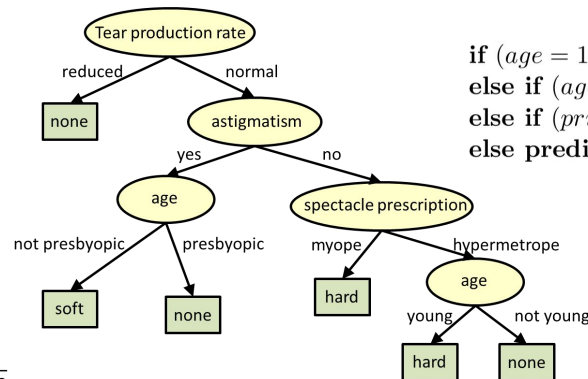 Tear production rate
if (age = 1
reduced
normal
else if (ag
none
astigmatism
else if (pri
else predi
yes
no
age
spectacle prescription
not presbyopic
presbyopic
myope
hypermetrope
soft
none
hard
age
young
not young
hard
none